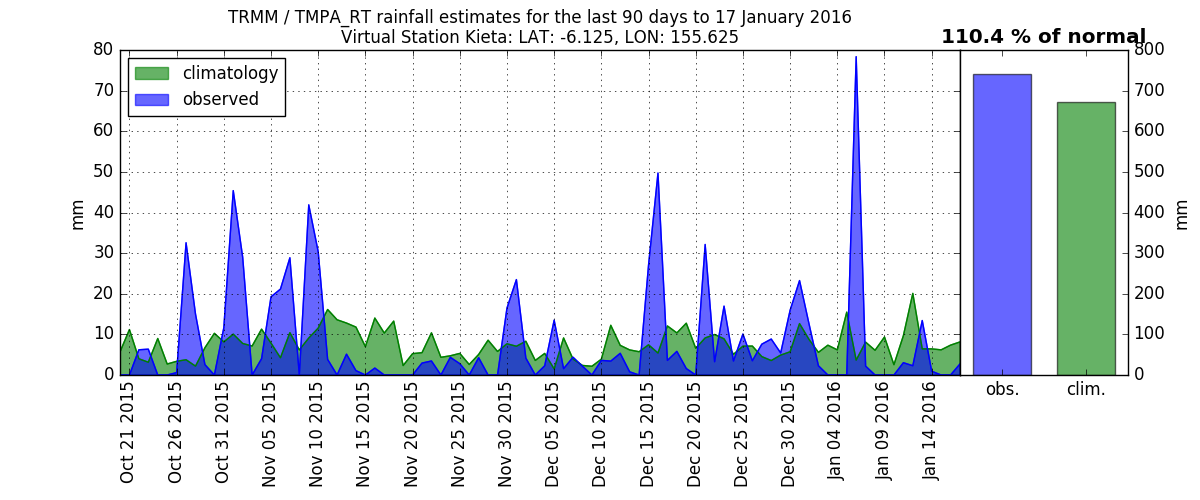 TRMM / TMPA_RT rainfall estimates for the last 90 days to 17 January 2016
Virtual Station Kieta: LAT: -6.125, LON: 155.625
110.4 % of normal
climatology
observed
mm
80
70
60
50
40
30
20
10
0
Oct 21 2015
Oct 26 2015
Oct 31 2015
Nov 05 2015
Nov 10 2015
Nov 15 2015
Nov 20 2015
Nov 25 2015
Nov 30 2015
Dec 05 2015
Dec 10 2015
Dec 15 2015
Dec 20 2015
Dec 25 2015
Dec 30 2015
Jan 04 2016
Jan 09 2016
Jan 14 2016
800
700
600
500
400
300
200
100
0
mm
obs.
clim.